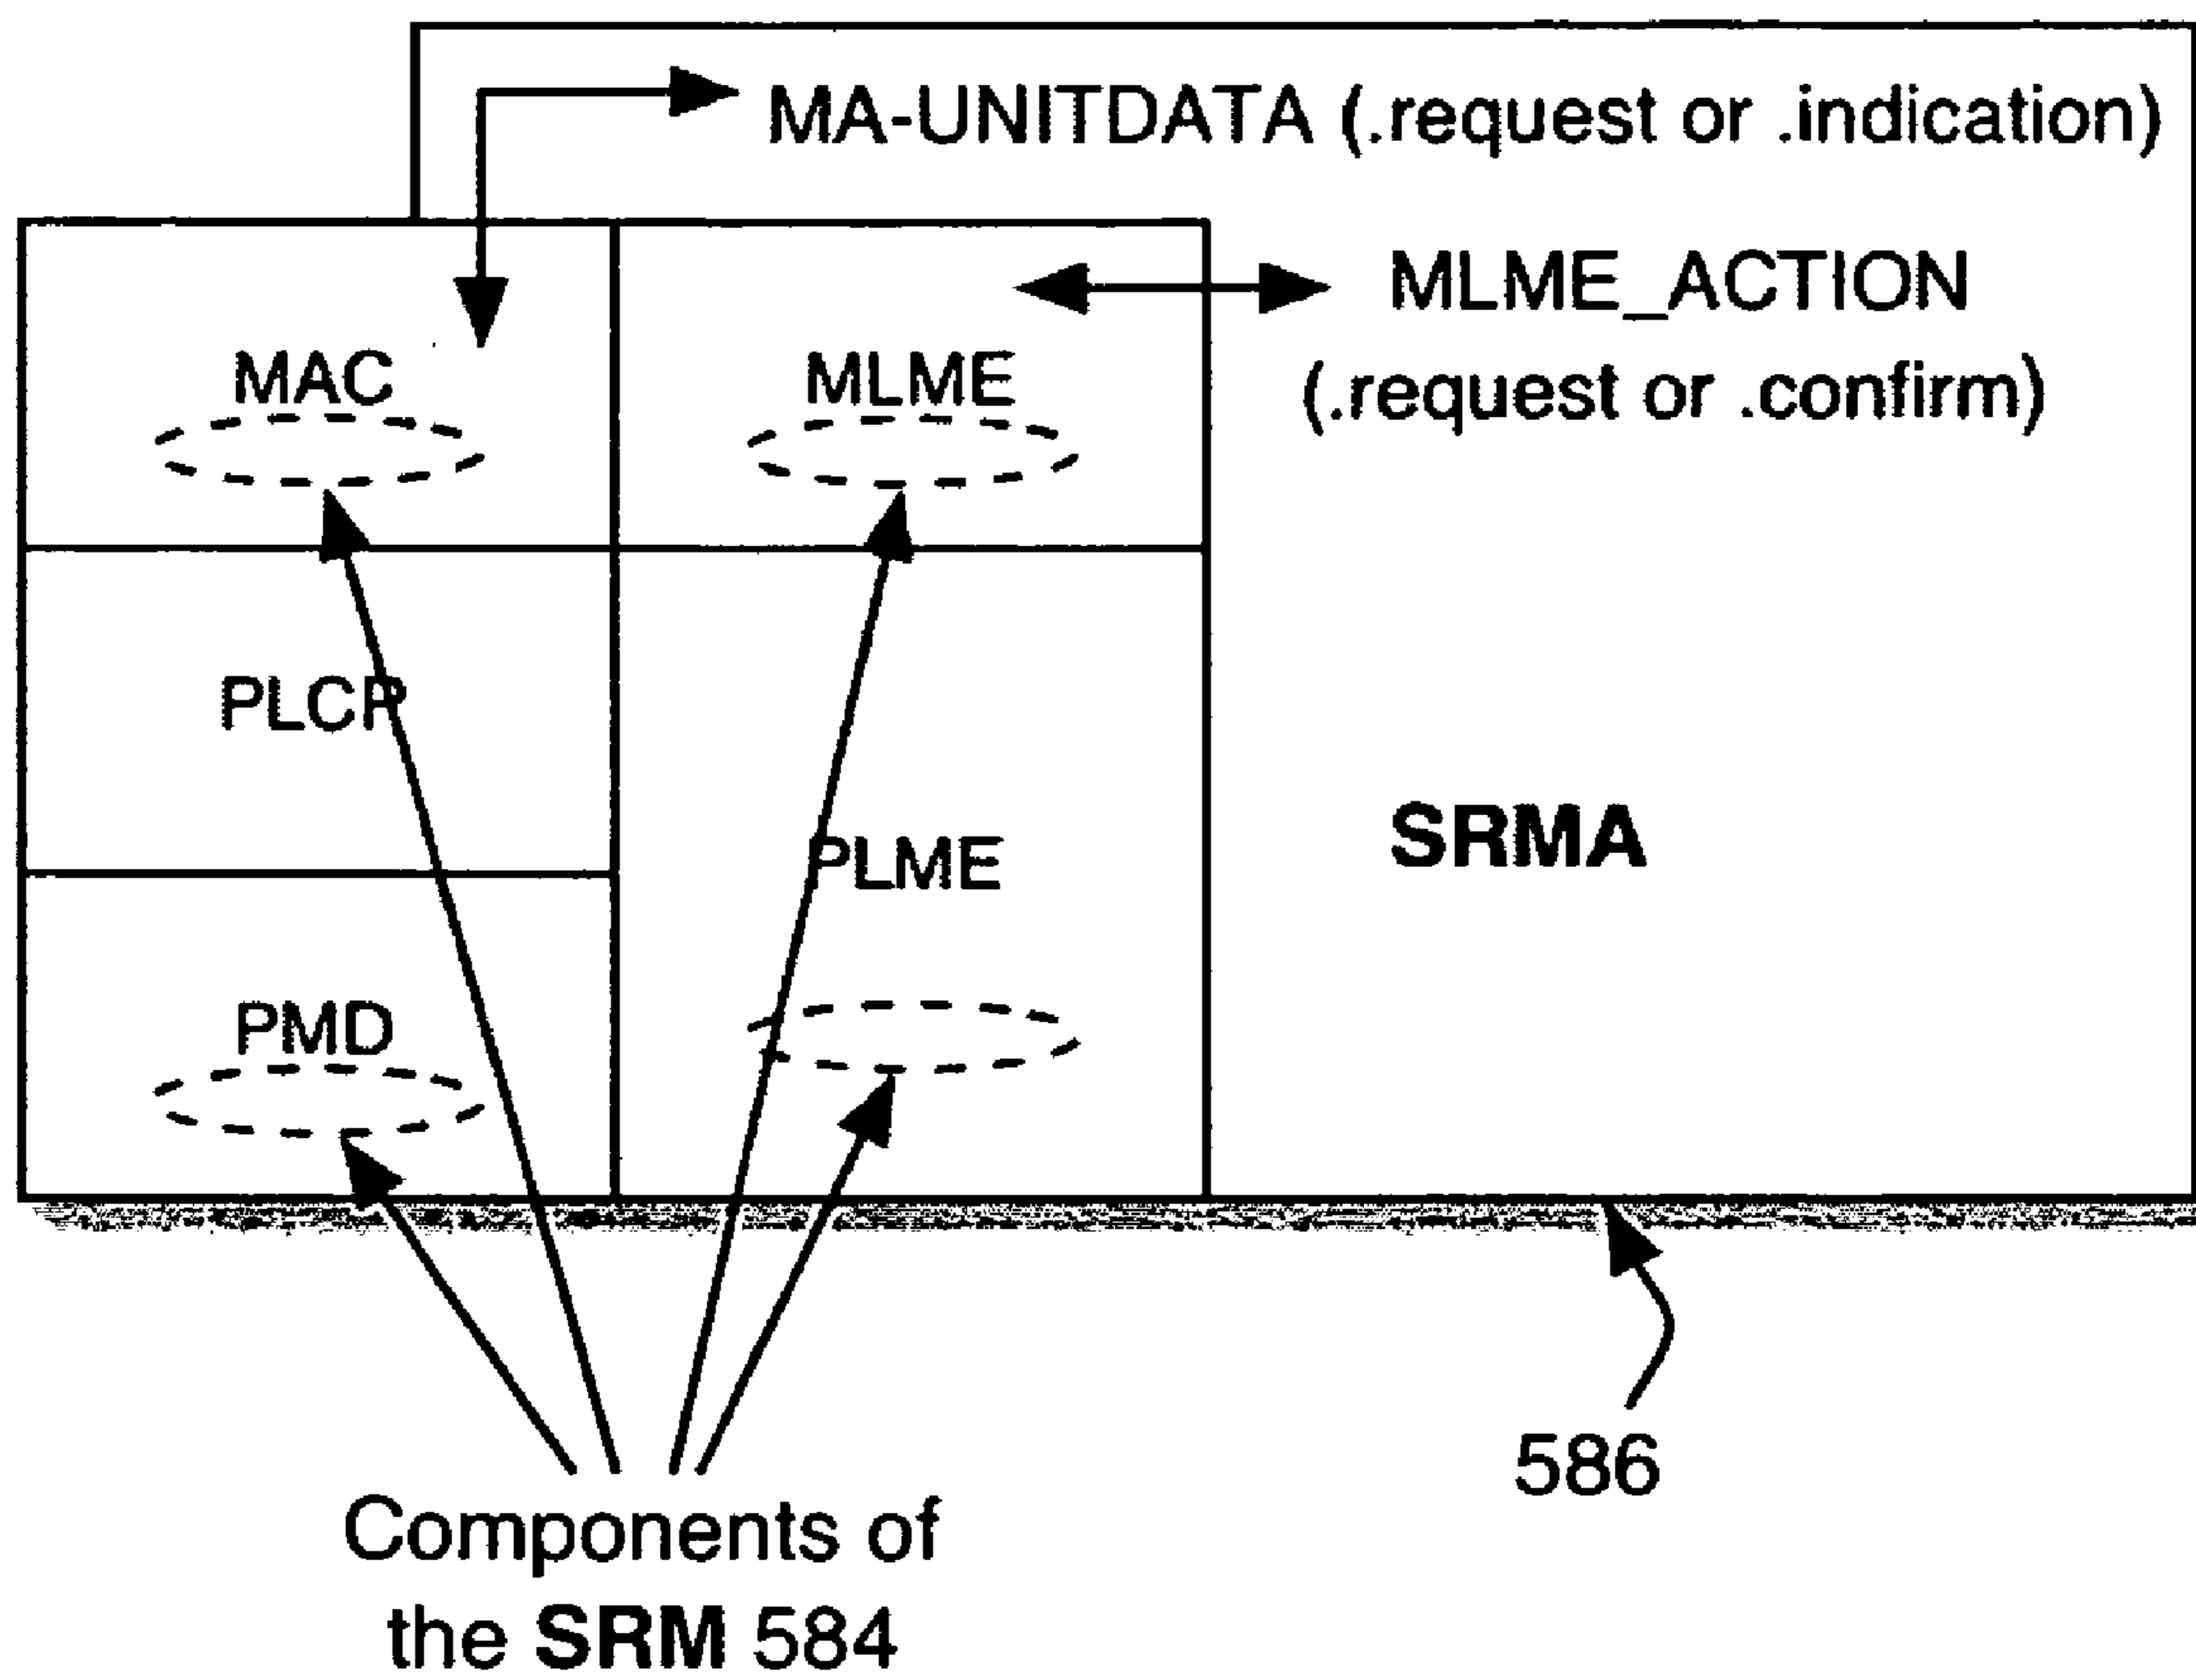 MA-UNITDATA (.request or .indication)
MLME_ACTION
(.request or .confirm)
MAC
MLME
PLCP
PLME
SRMA
PMD
586
Components of
the SRM 584